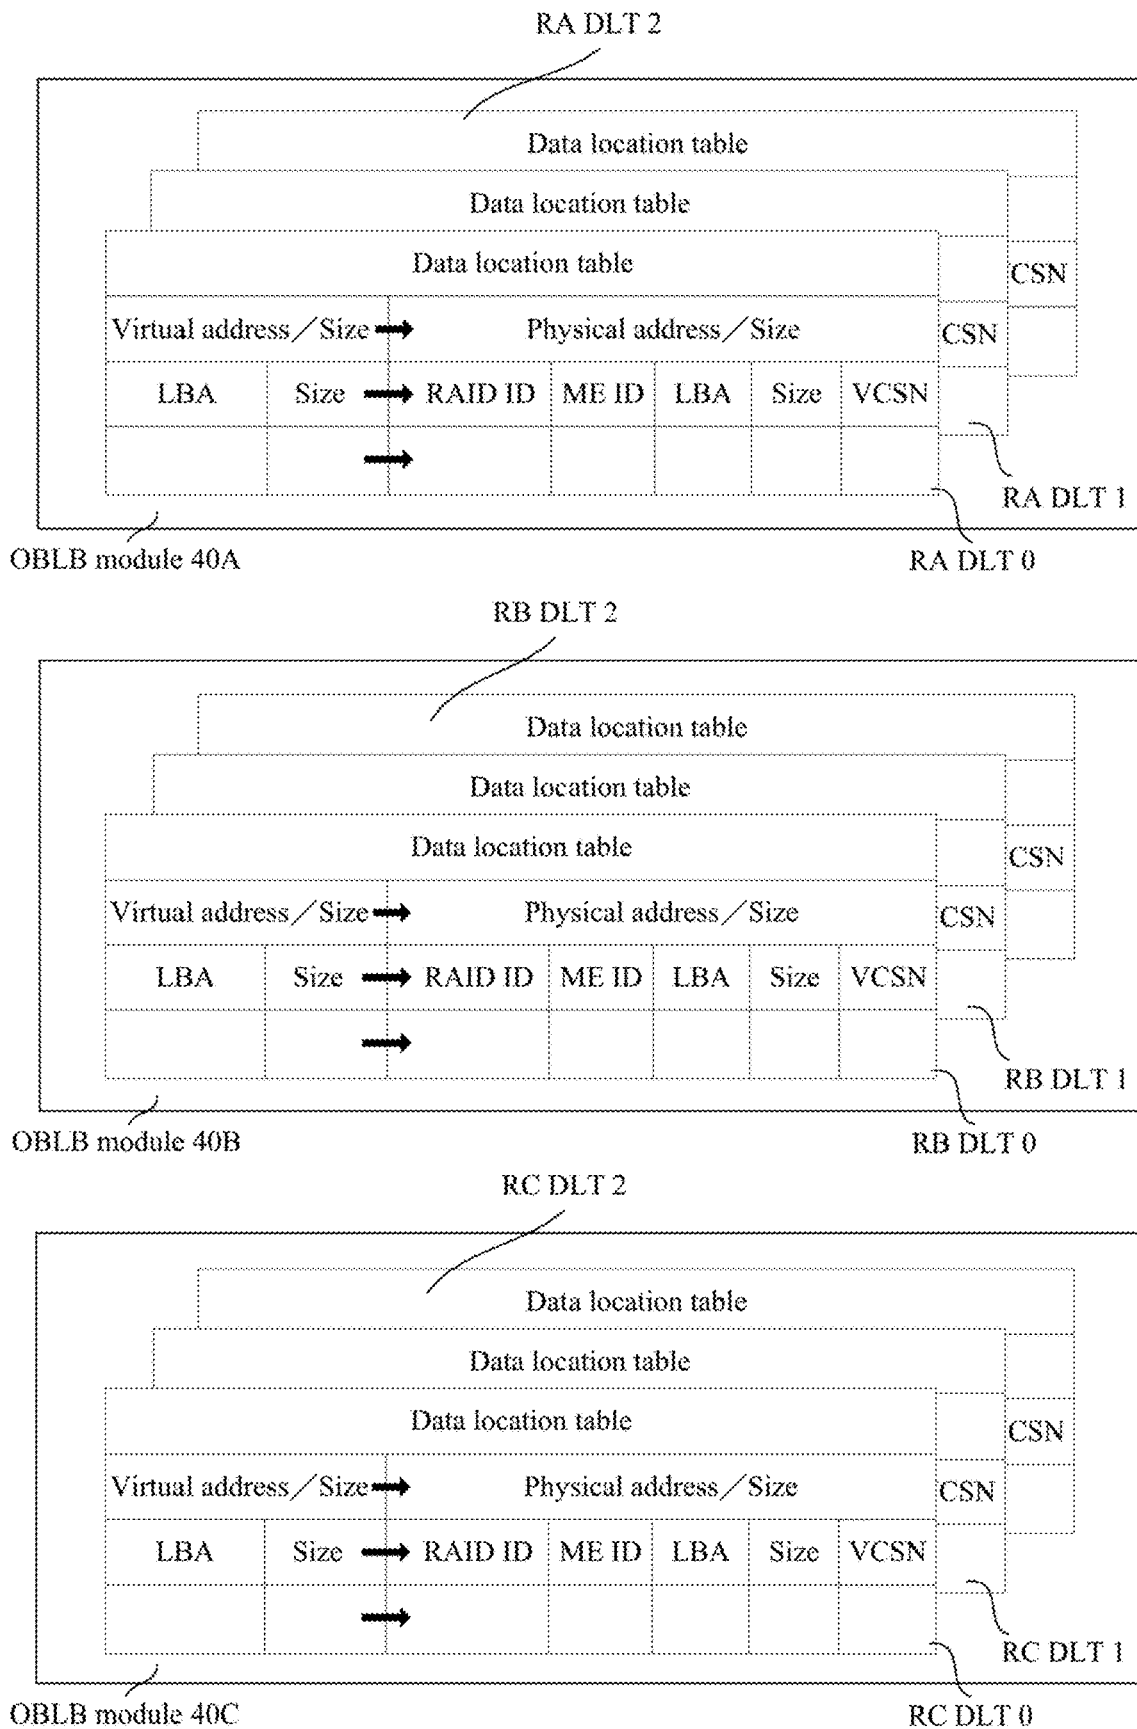 RA DLT 2
Data location table
Data location table
Data location table
CSN
Virtual address／Size
Physical address／Size
CSN
LBA Size RAID ID ME ID LBA Size VCSN
RA DLT 1
OBLB module 40A
RA DLT 0
RB DLT 2
Data location table
Data location table
Data location table
CSN
Virtual address／Size
Physical address／Size
CSN
LBA Size RAID ID ME ID LBA Size VCSN
RB DLT 1
OBLB module 40B
RB DLT 0
RC DLT 2
Data location table
Data location table
Data location table
CSN
Virtual address／Size
Physical address／Size
CSN
LBA Size RAID ID ME ID LBA Size VCSN
RC DLT 1
OBLB module 40C
RC DLT 0